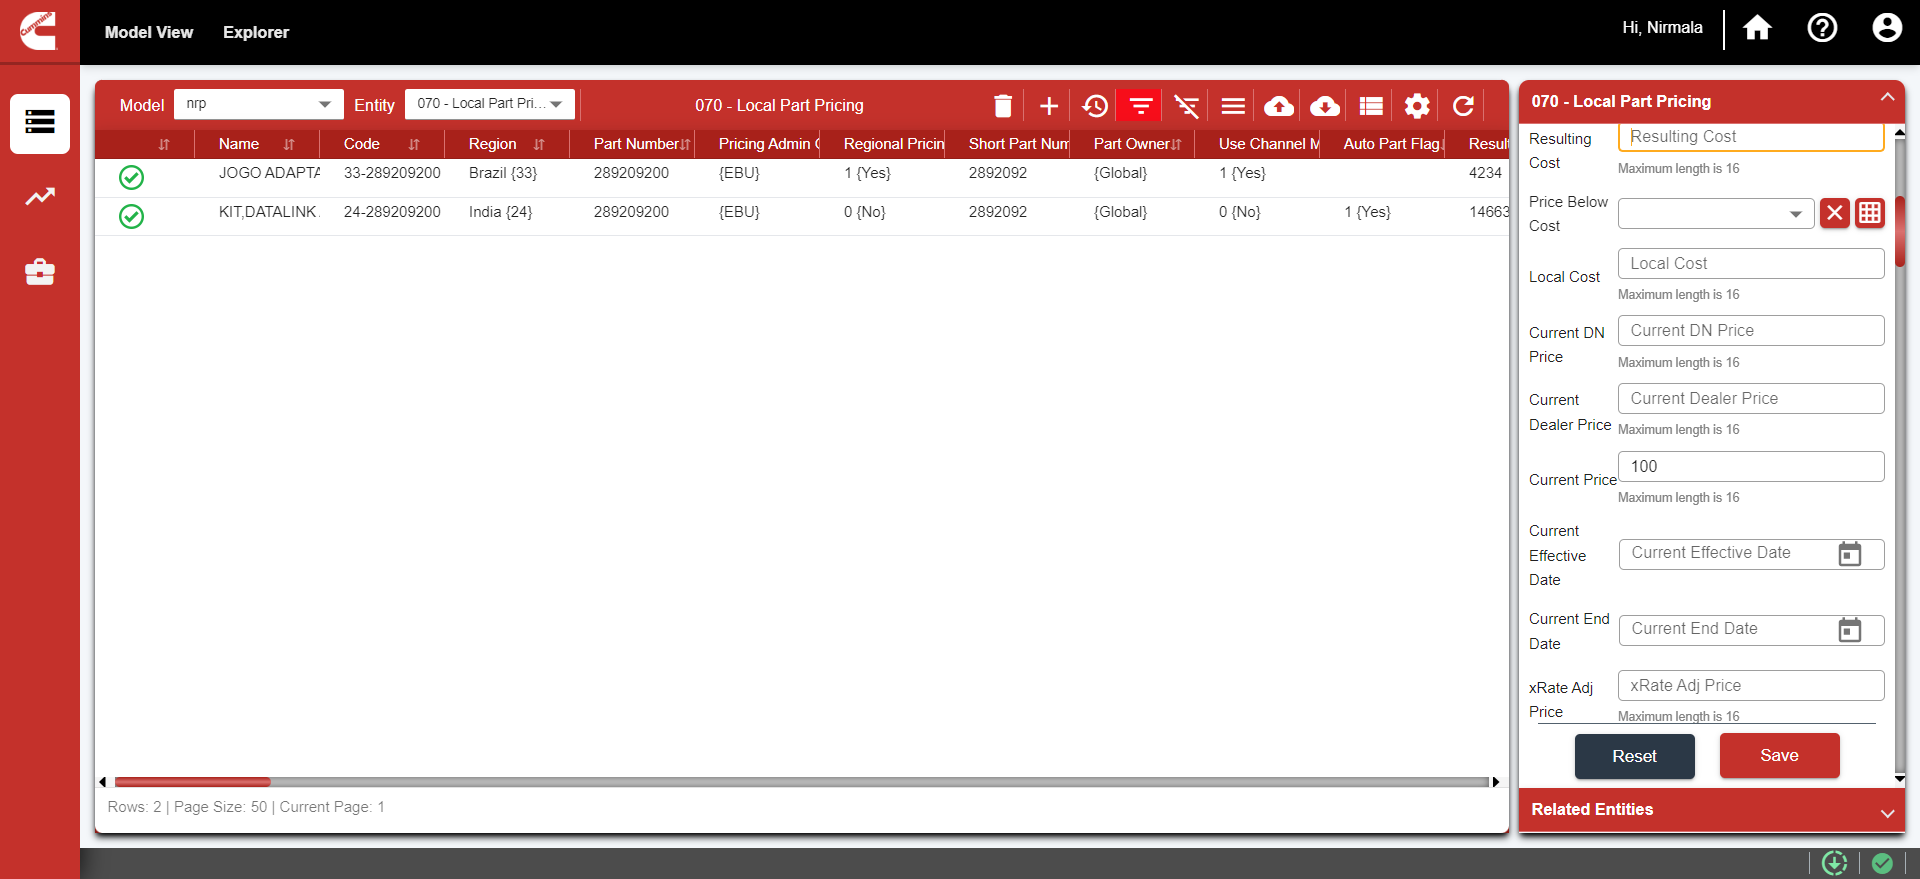 Cummins
Model View
Explorer
Hi, Nirmala
Model
nrp
Entity
070 - Local Part Pri...
070 - Local Part Pricing
Name
Code
Region
Part Number
Pricing Admin
Regional Pricin
Short Part Num
Part Owner
Use Channel M
Auto Part Flag
Result
JOGO ADAPTA
33-289209200
Brazil {33}
289209200
{EBU}
1 {Yes}
2892092
{Global}
1 {Yes}
4234
KIT,DATALINK
24-289209200
India {24}
289209200
{EBU}
0 {No}
2892092
{Global}
0 {No}
1 {Yes}
14663
Rows: 2 | Page Size: 50 | Current Page: 1
070 - Local Part Pricing
Resulting
Cost
Resulting Cost
Maximum length is 16
Price Below
Cost
Local Cost
Local Cost
Maximum length is 16
Current DN
Price
Current DN Price
Maximum length is 16
Current
Dealer Price
Current Dealer Price
Maximum length is 16
Current Price
100
Maximum length is 16
Current
Effective
Date
Current Effective Date
Current End
Date
Current End Date
xRate Adj
Price
xRate Adj Price
Maximum length is 16
Reset
Save
Related Entities